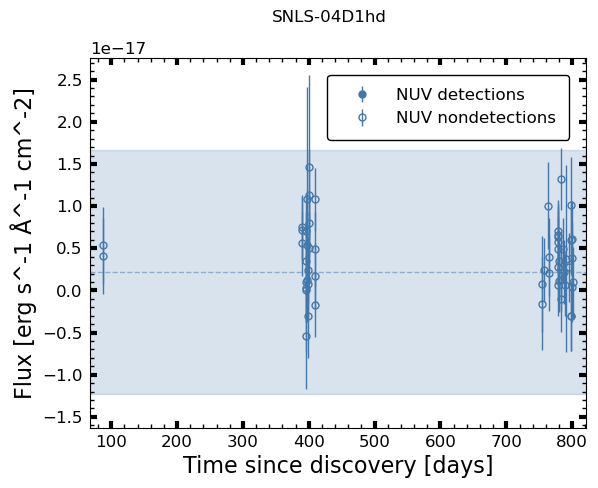 SNLS-04D1hd
1e−17
NUV detections
NUV nondetections
Flux [erg s^-1 Å^-1 cm^-2]
2.5
2.0
1.5
1.0
0.5
0.0
−0.5
−1.0
−1.5
100 200 300 400 500 600 700 800
Time since discovery [days]